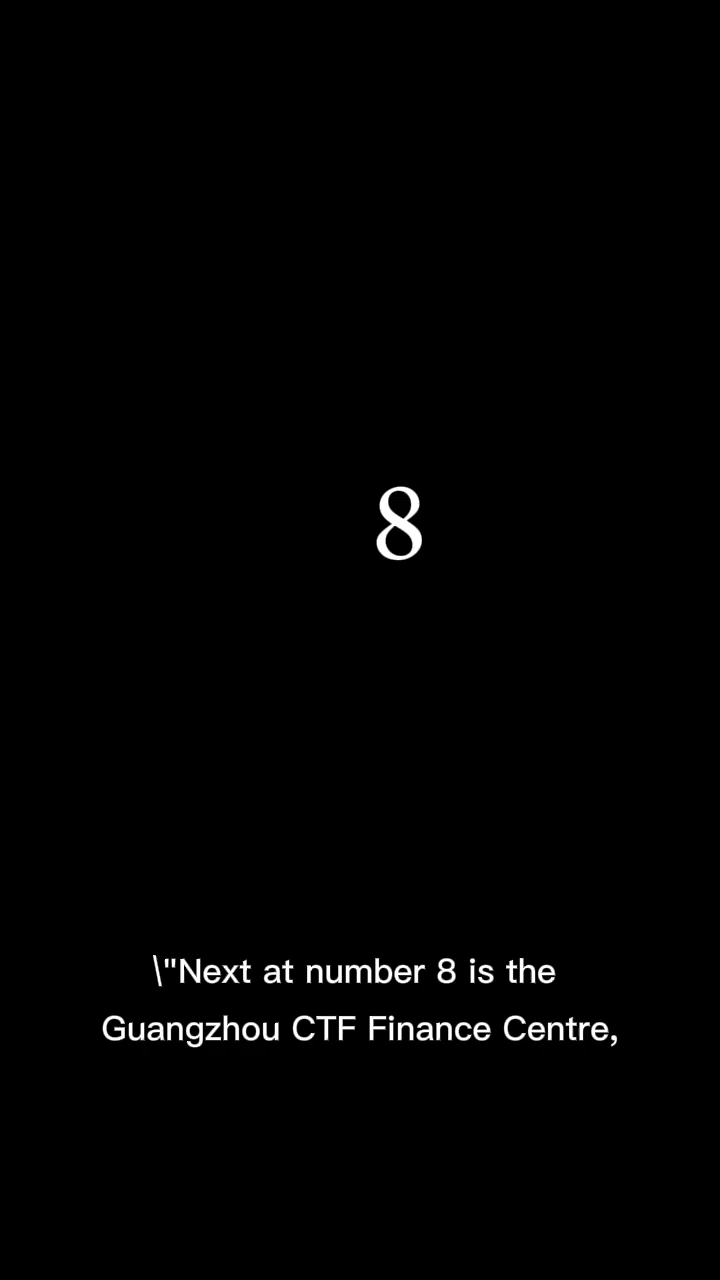 8
\"Next at number 8 is the
Guangzhou CTF Finance Centre,